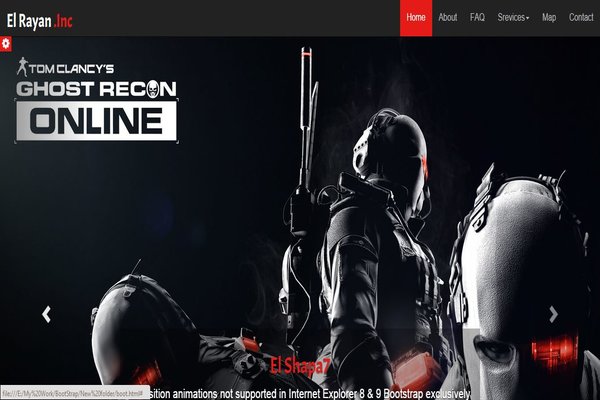 El Rayan .Inc
Home About FAQ Srevices Map Contact
TOM CLANCY'S
GHOST RECON
ONLINE
El Shapa7
sition animations not supported in Internet Explorer 8 & 9 Bootstrap exclusively
file:///E:/My%20Work/BootStrap/New%20folder/boot.html#